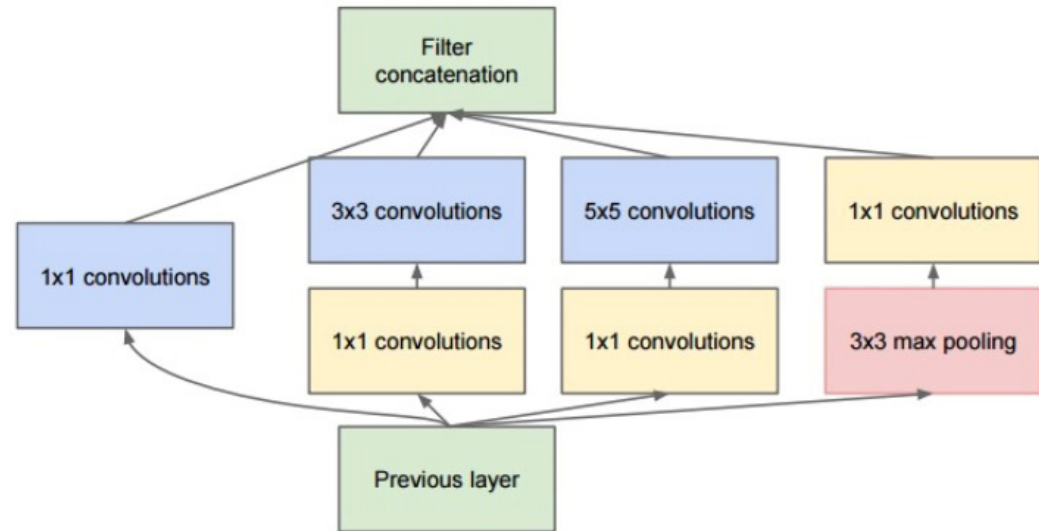 Filter
concatenation
3x3 convolutions
5x5 convolutions
1x1 convolutions
1x1 convolutions
1x1 convolutions
1x1 convolutions
3x3 max pooling
Previous layer